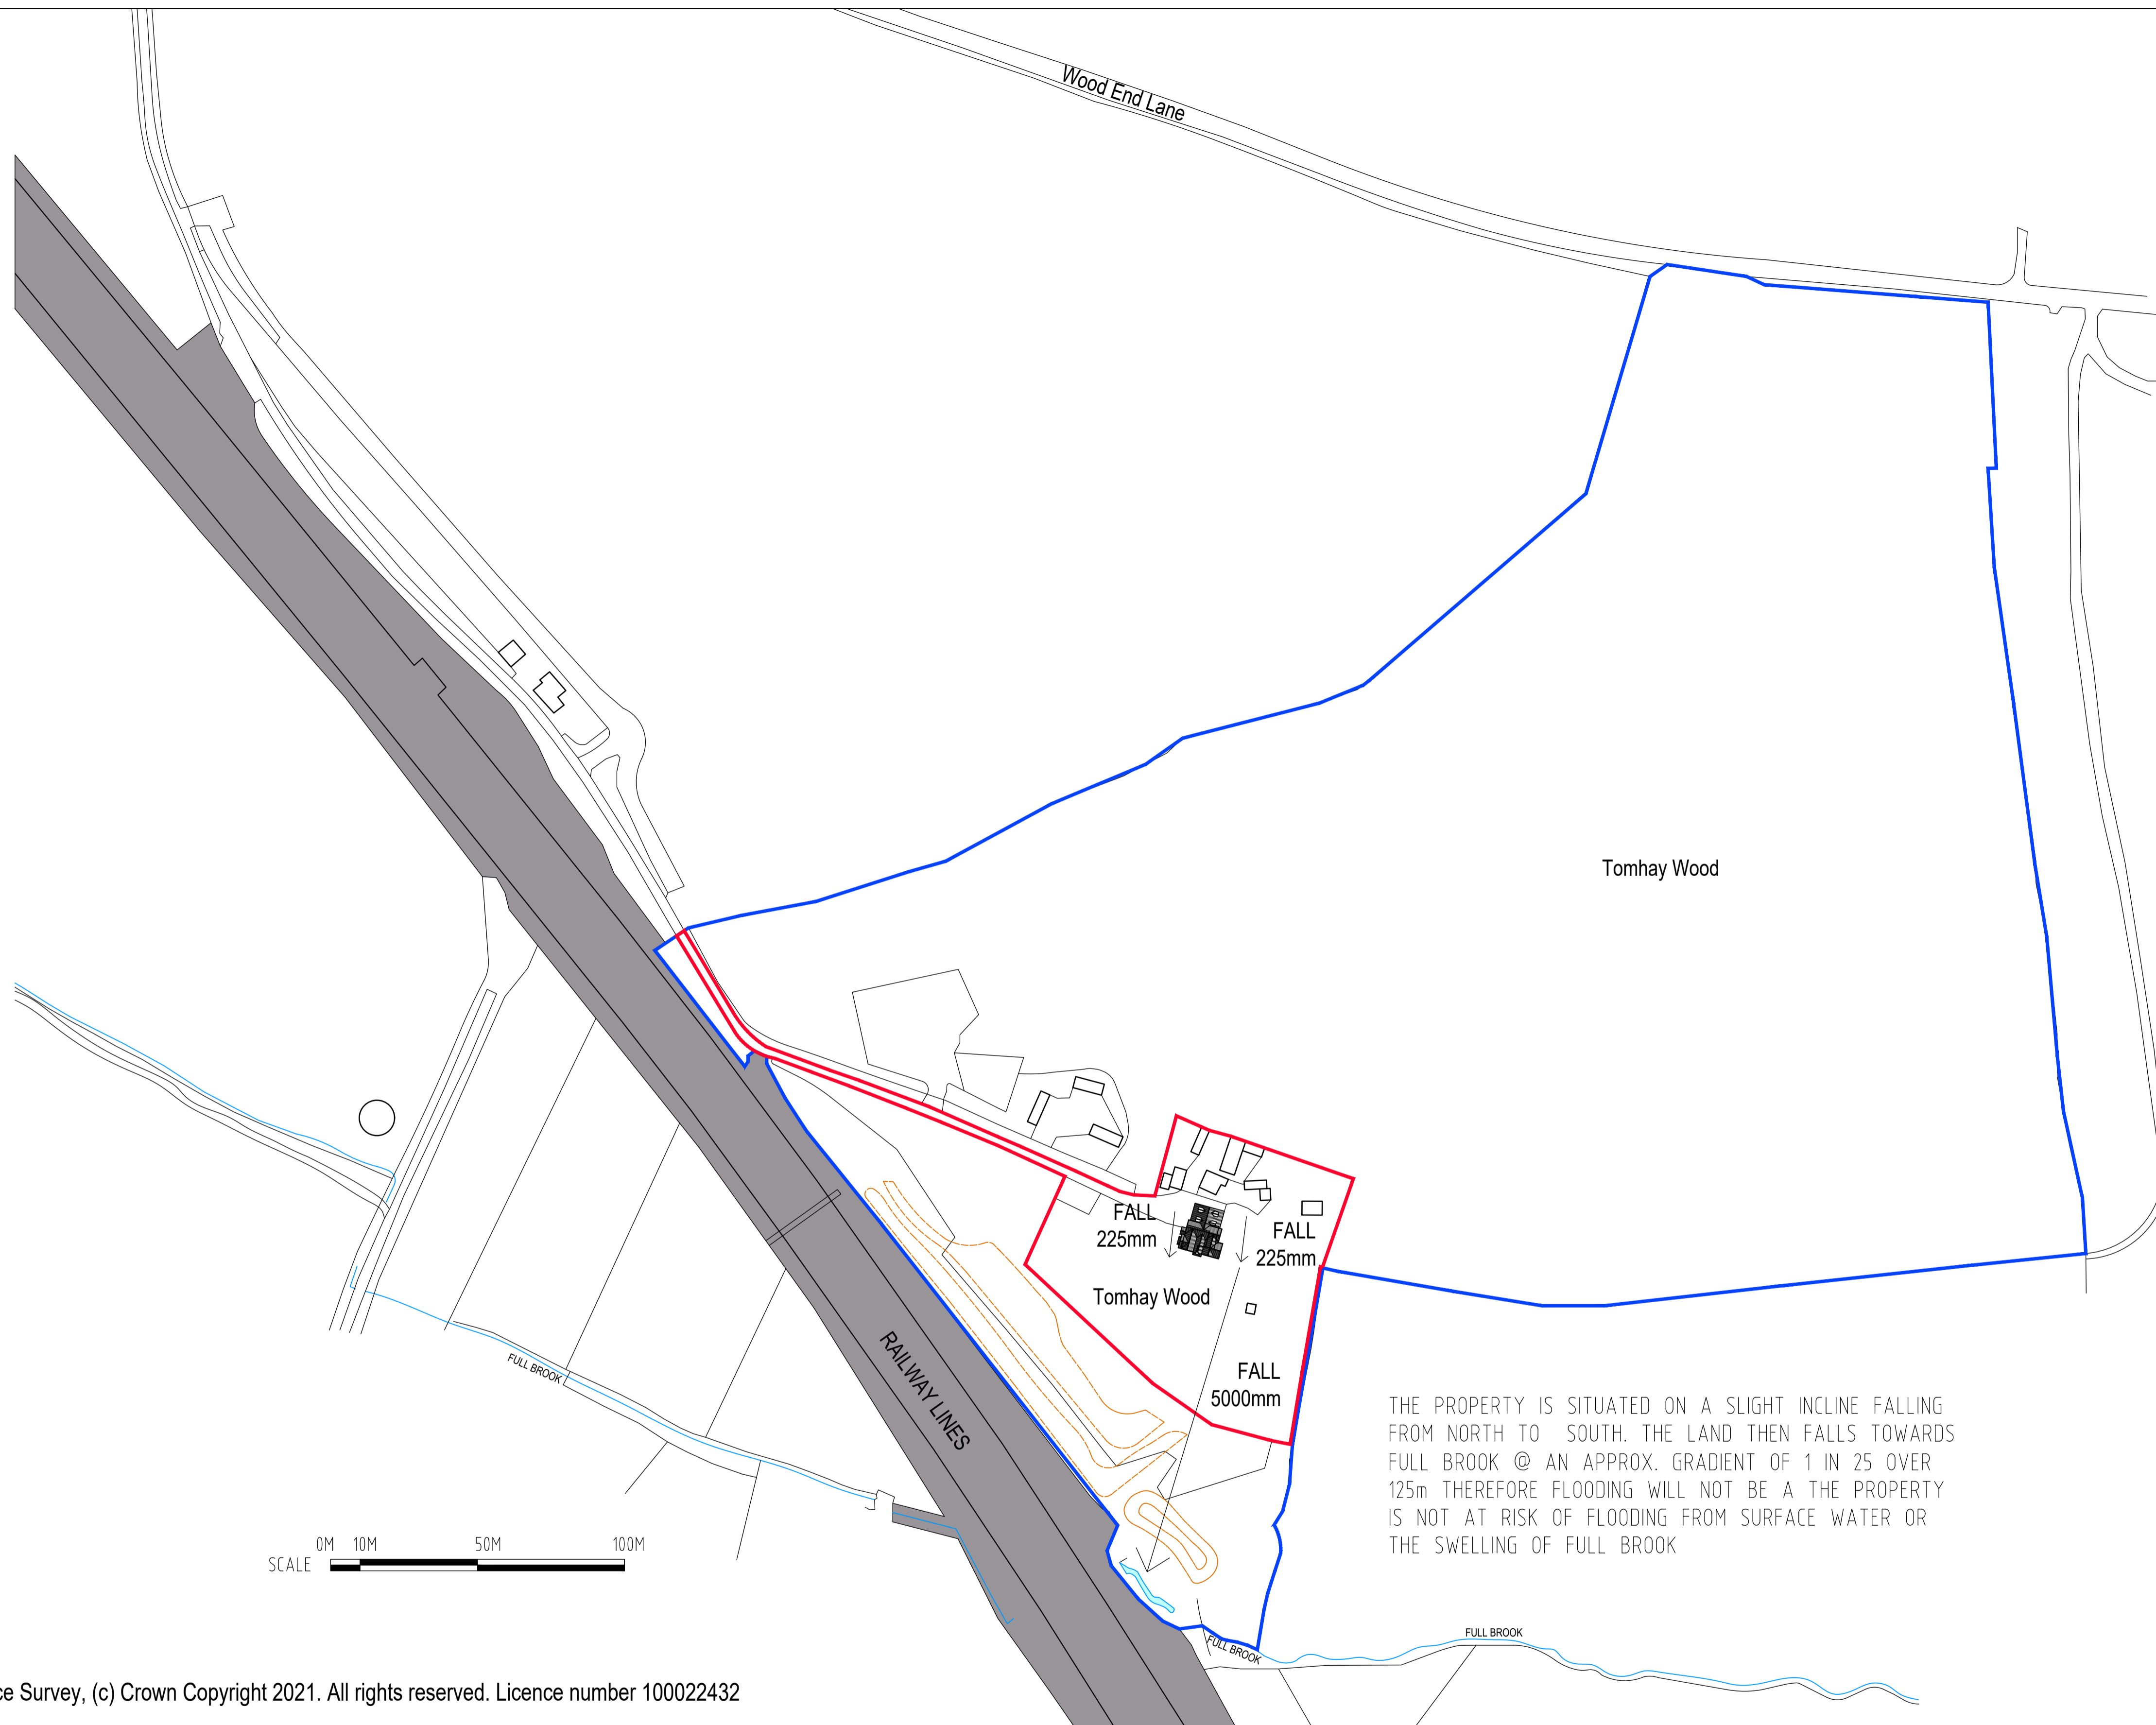 Wood End Lane
Tomhay Wood
FALL
225mm
FALL
225mm
Tomhay Wood
FALL
5000mm
RAILWAY LINES
FULL BROOK
THE PROPERTY IS SITUATED ON A SLIGHT INCLINE FALLING
FROM NORTH TO SOUTH. THE LAND THEN FALLS TOWARDS
FULL BROOK @ AN APPROX. GRADIENT OF 1 IN 25 OVER
125m THEREFORE FLOODING WILL NOT BE A THE PROPERTY
IS NOT AT RISK OF FLOODING FROM SURFACE WATER OR
THE SWELLING OF FULL BROOK
0M 10M 50M 100M
SCALE
FULL BROOK
FULL BROOK
ce Survey, (c) Crown Copyright 2021. All rights reserved. Licence number 100022432